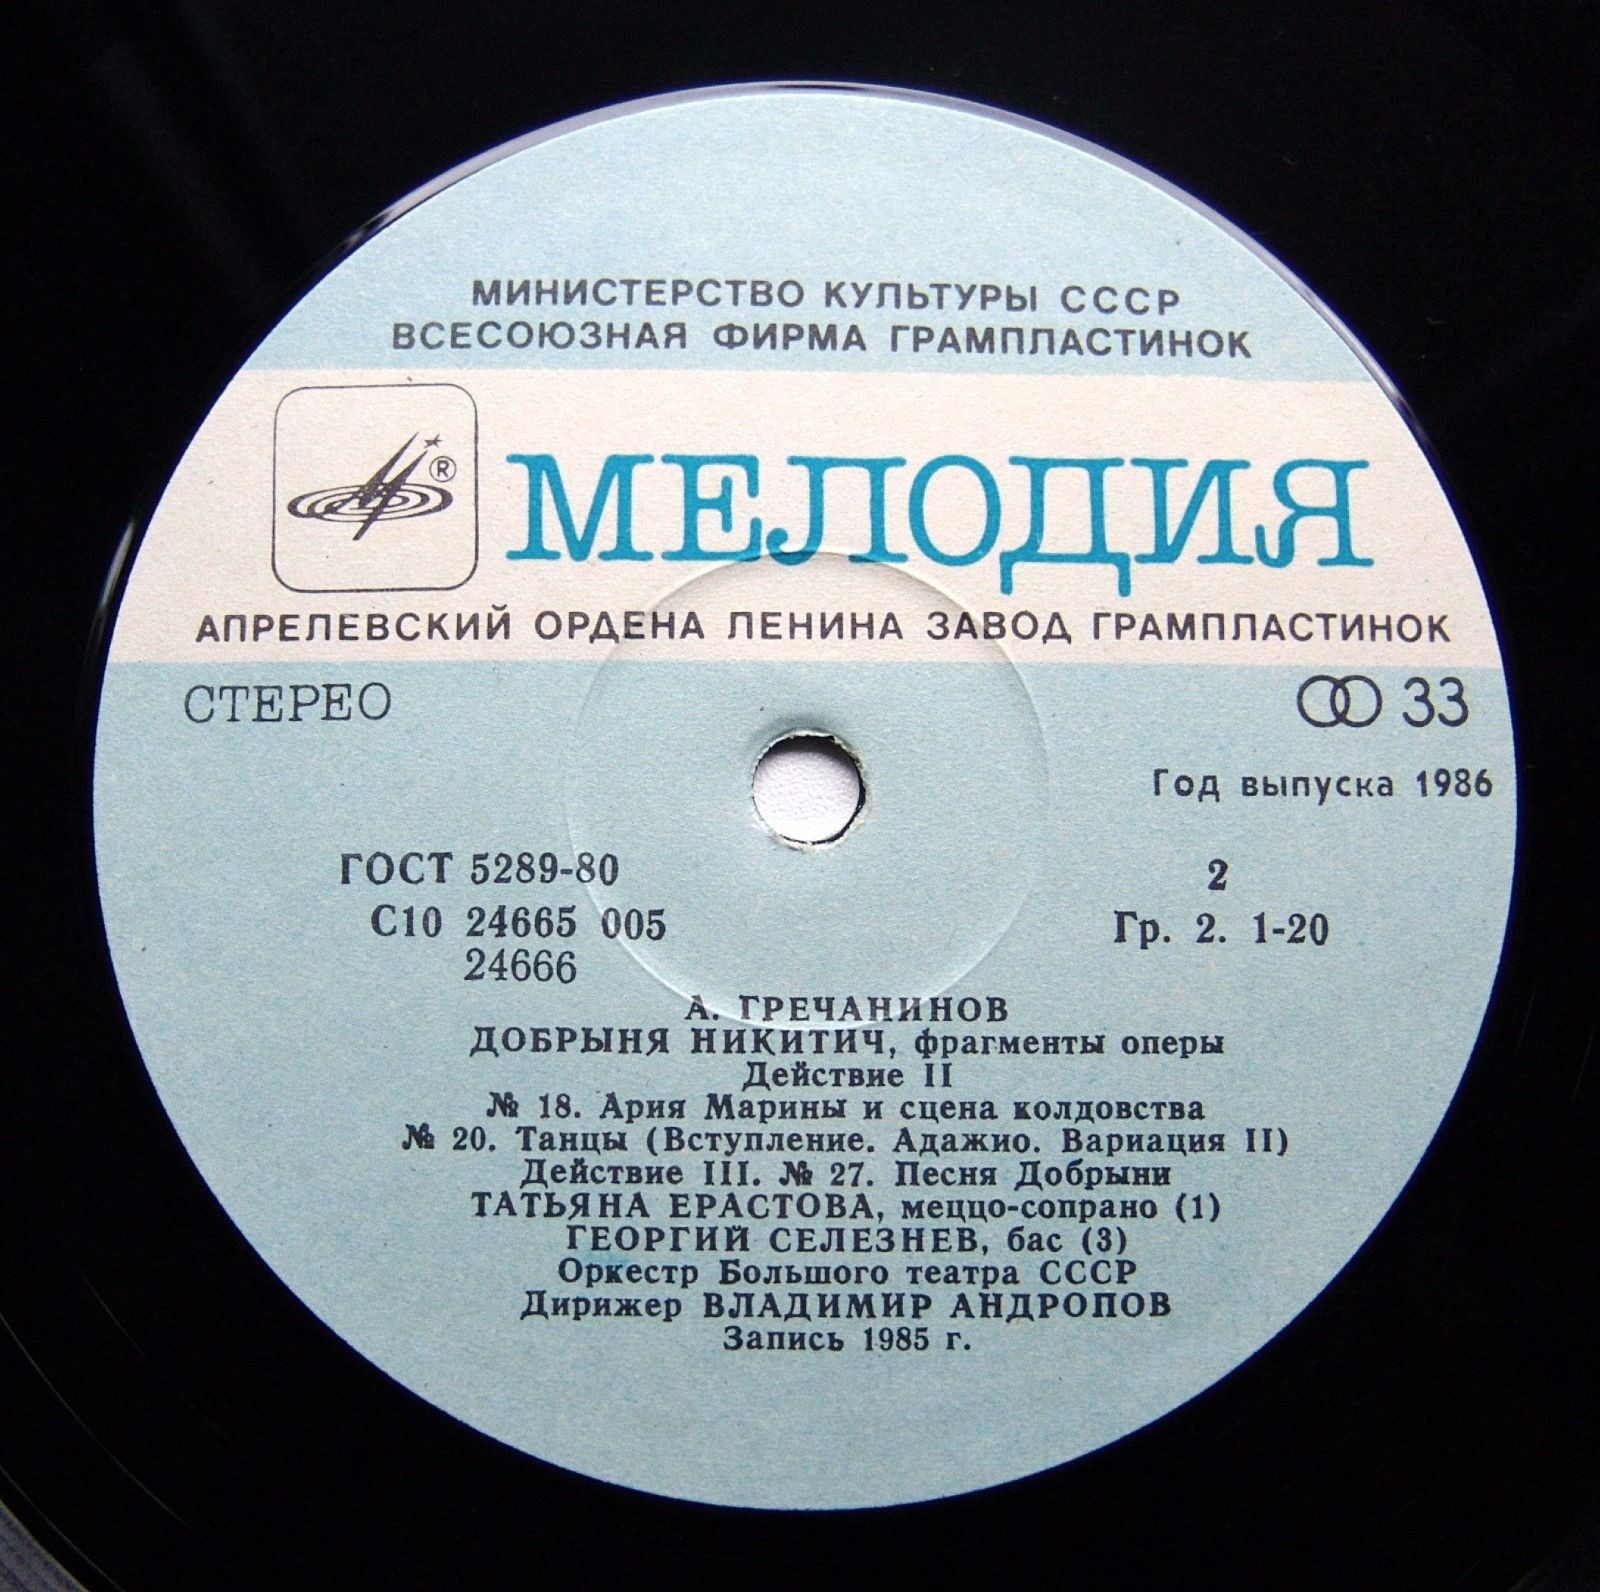 МИНИСТЕРСТВО КУЛЬТУРЫ СССР
ВСЕСОЮЗНАЯ ФИРМА ГРАМПЛАСТИНОК
®
МЕЛОДИЯ
АПРЕЛЕВСКИЙ ОРДЕНА ЛЕНИНА ЗАВОД ГРАМПЛАСТИНОК
СТЕРЕО
33
Год выпуска 1986
ГОСТ 5289-80
2
С10 24665 005
Гр. 2. 1-20
24666
А. ГРЕЧАНИНОВ
ДОБРЫНЯ НИКИТИЧ, фрагменты оперы
Действие II
№ 18. Ария Марины и сцена колдовства
№ 20. Танцы (Вступление. Адажио. Вариация II)
Действие III. № 27. Песня Добрыни
ТАТЬЯНА ЕРАСТОВА, меццо-сопрано (1)
ГЕОРГИЙ СЕЛЕЗНЕВ, бас (3)
Оркестр Большого театра СССР
Дирижер ВЛАДИМИР АНДРОПОВ
Запись 1985 г.